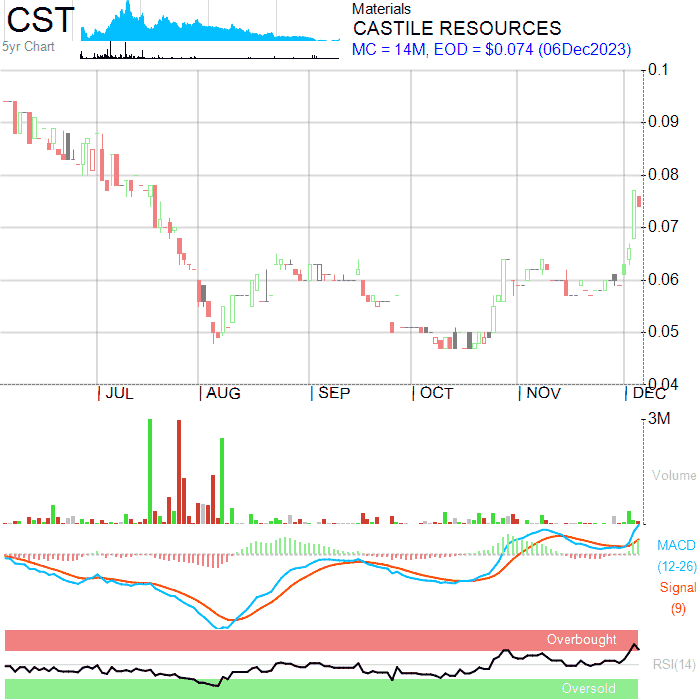 CST
5yr Chart
Materials
CASTILE RESOURCES
MC = 14M, EOD = $0.074 (06Dec2023)
0.1
0.09
0.08
0.07
0.06
0.05
0.04
JUL AUG SEP OCT NOV DEC
3M
Volume
MACD
(12-26)
Signal
(9)
Overbought
RSI(14)
Oversold